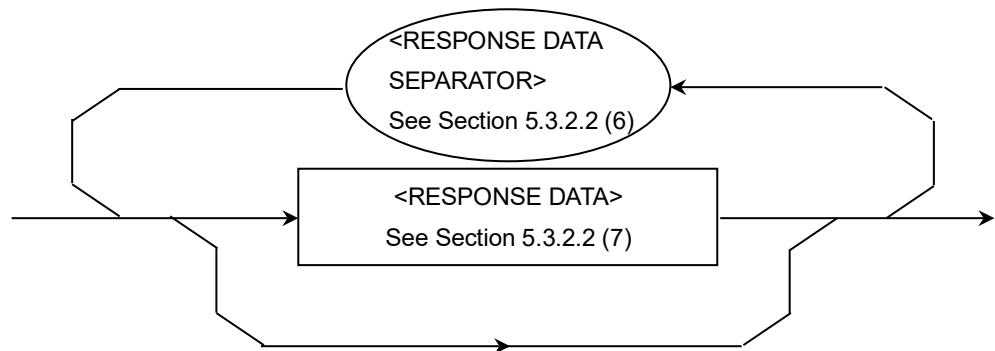 <RESPONSE DATA
SEPARATOR>
See Section 5.3.2.2 (6)
<RESPONSE DATA>
See Section 5.3.2.2 (7)